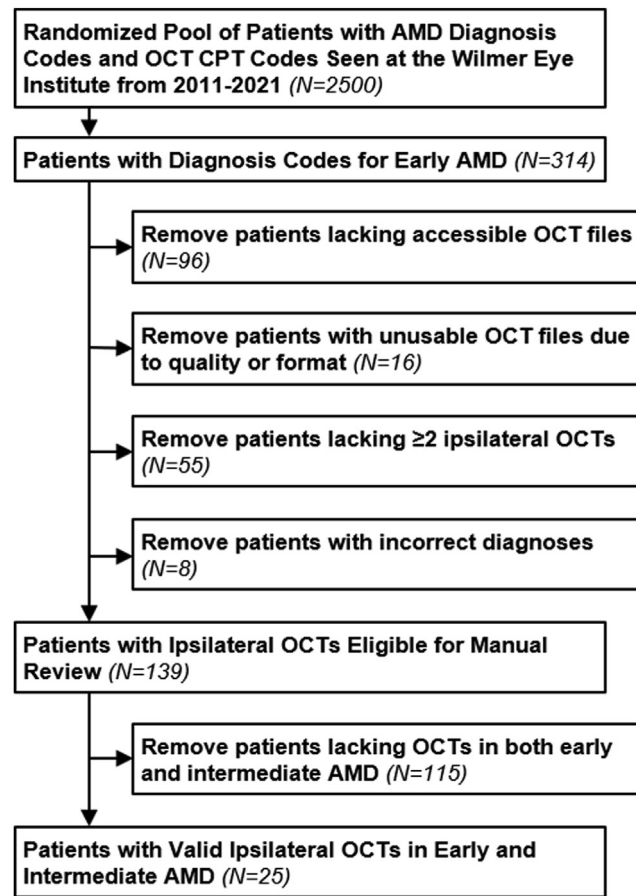 Randomized Pool of Patients with AMD Diagnosis
Codes and OCT CPT Codes Seen at the Wilmer Eye
Institute from 2011-2021 (N=2500)
Patients with Diagnosis Codes for Early AMD (N=314)
Remove patients lacking accessible OCT files
(N=96)
Remove patients with unusable OCT files due
to quality or format (N=16)
Remove patients lacking ≥2 ipsilateral OCTs
(N=55)
Remove patients with incorrect diagnoses
(N=8)
Patients with Ipsilateral OCTs Eligible for Manual
Review (N=139)
Remove patients lacking OCTs in both early
and intermediate AMD (N=115)
Patients with Valid Ipsilateral OCTs in Early and
Intermediate AMD (N=25)